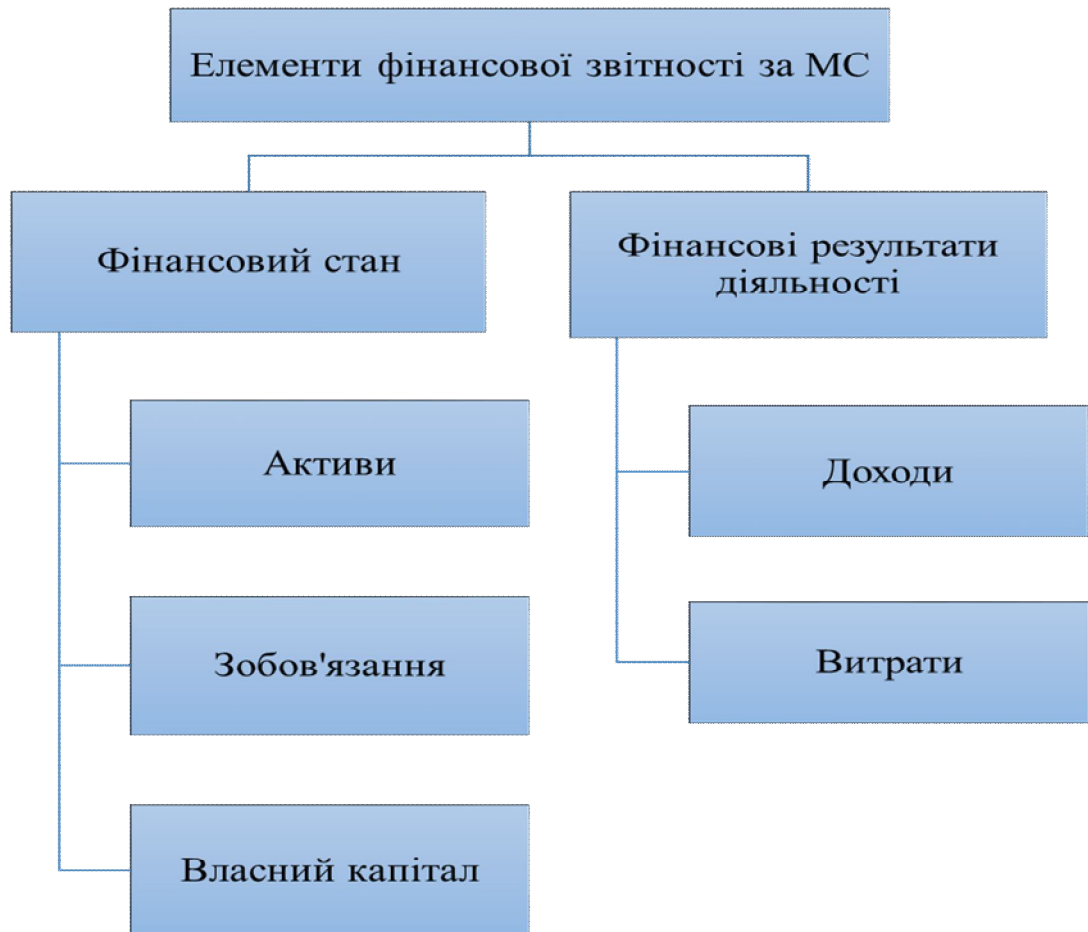 Елементи фінансової звітності за МС
Фінансовий стан
Активи
Зобов'язання
Власний капітал
Фінансові результати
діяльності
Доходи
Витрати